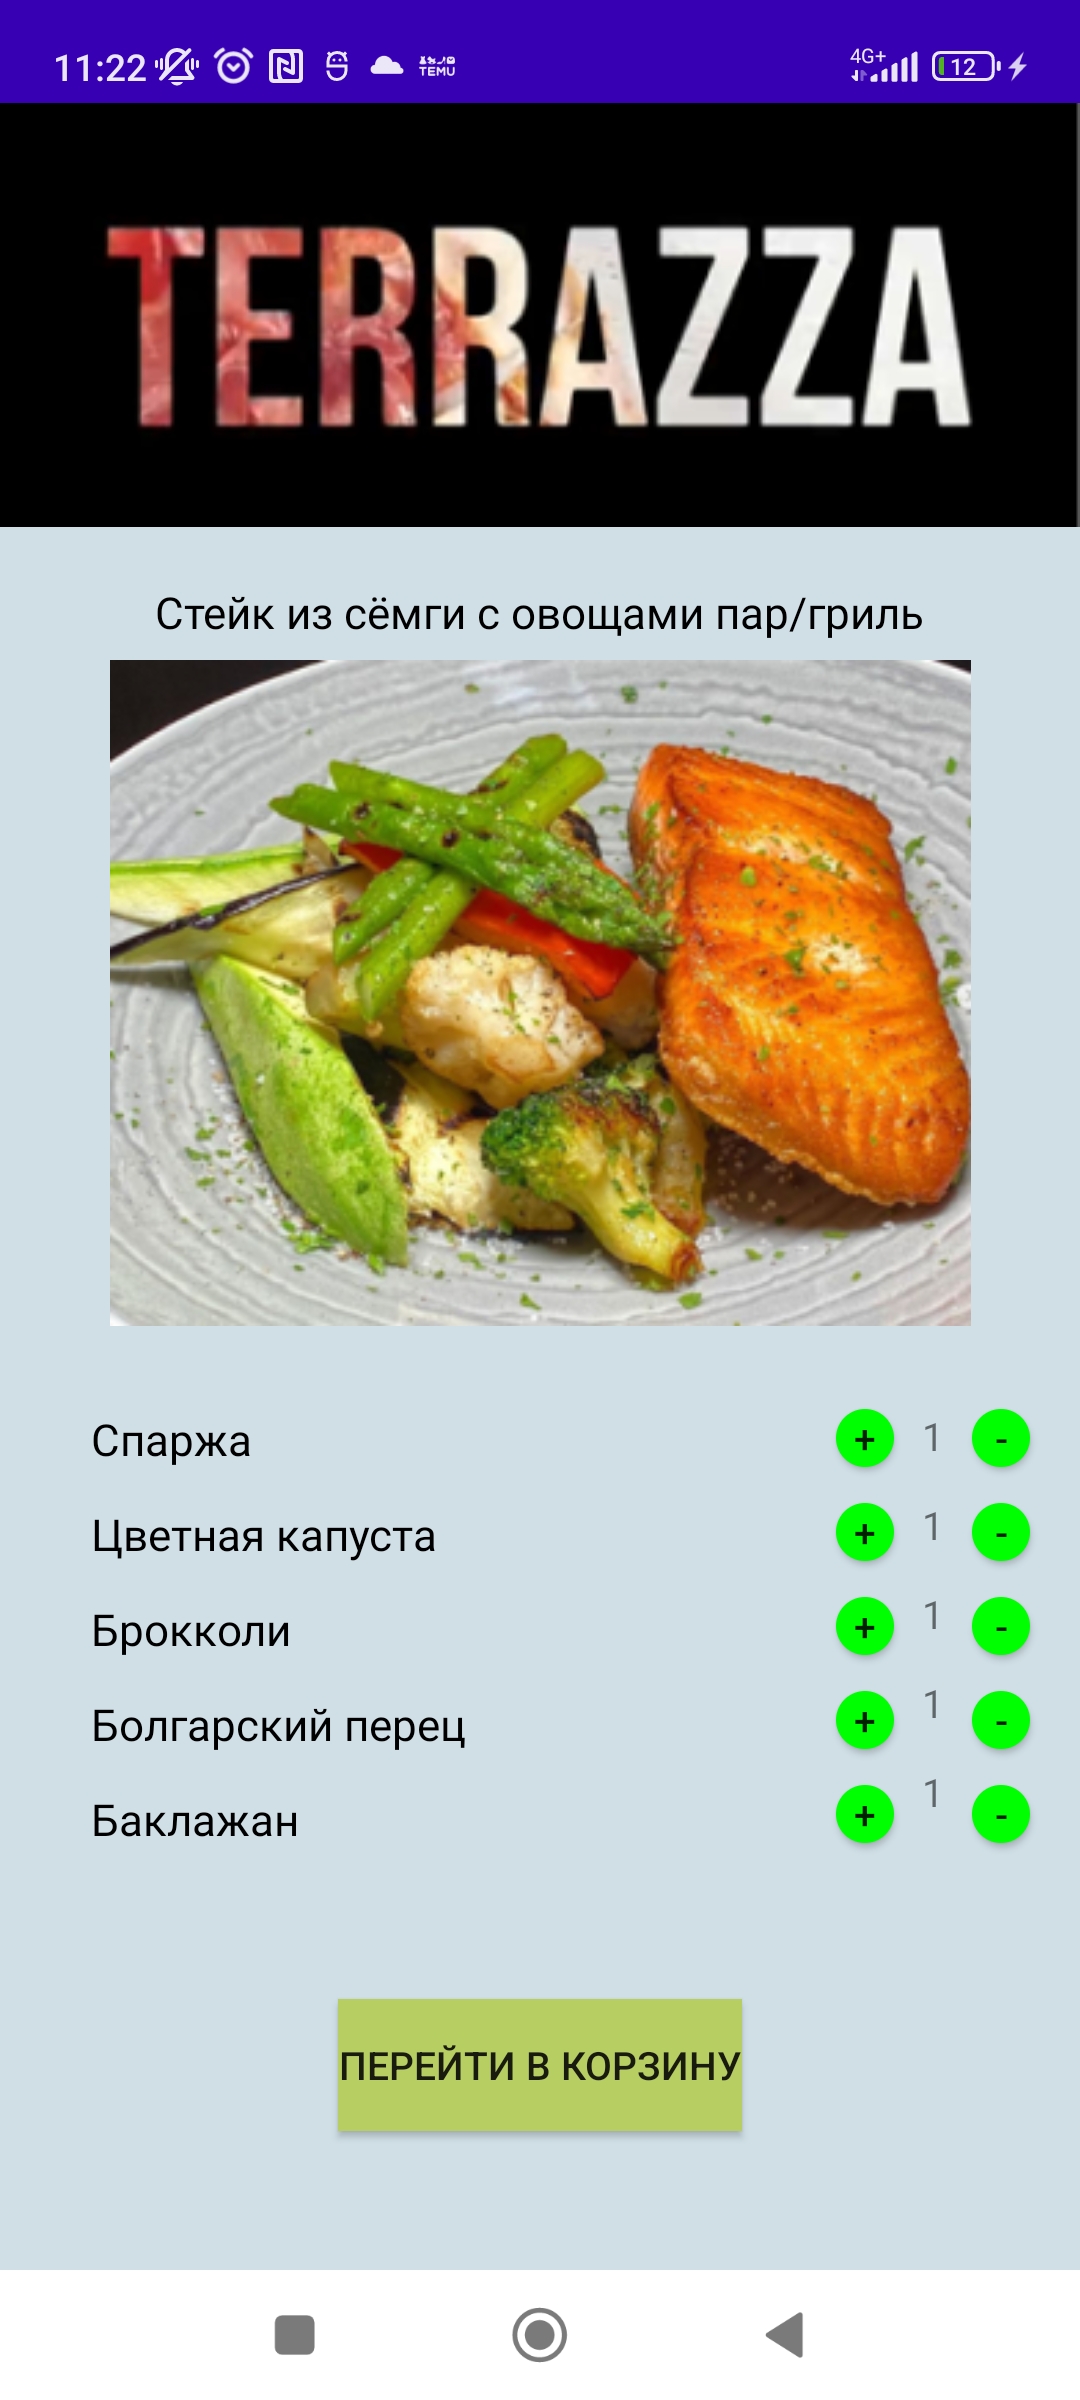 11:22
TEMU
4G+
12
TERRAZZA
Стейк из сёмги с овощами пар/гриль
Спаржа + 1 -
Цветная капуста + 1 -
Брокколи + 1 -
Болгарский перец + 1 -
Баклажан + 1 -
ПЕРЕЙТИ В КОРЗИНУ